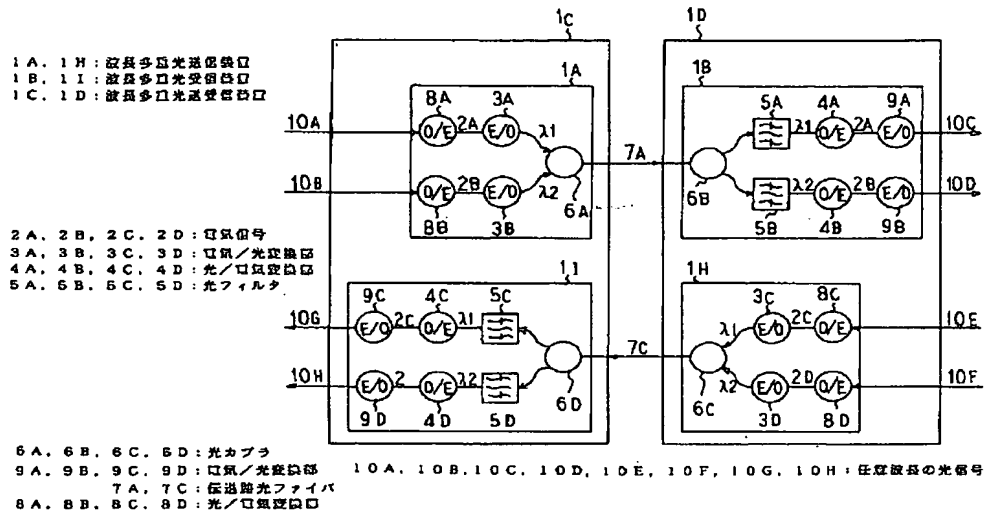 1C
1D
1A, 1H: 波長多重光送信装置
1B, 1I: 波長多重光受信装置
1C, 1D: 波長多重光送受信装置
1A
1B
8A 3A
5A 4A 9A
10A O/E 2A E/O λ1
λ1 O/E 2A E/O 10C
7A
10B O/E 2B E/O λ2
λ2 O/E 2B E/O 10D
8B 3B 6A
6B 5B 4B 9B
2A, 2B, 2C, 2D: 電気信号
3A, 3B, 3C, 3D: 電気/光変換部
4A, 4B, 4C, 4D: 光/電気変換部
5A, 5B, 5C, 5D: 光フィルタ
1I
1H
9C 4C 5C
3C 8C
10G E/O 2C O/E λ1
λ1 E/O 2C O/E 10E
7C
10H E/O 2 O/E λ2
λ2 E/O 2D O/E 10F
9D 4D 5D 6D
6C 3D 8D
6A, 6B, 6C, 6D: 光カプラ
9A, 9B, 9C, 9D: 電気/光変換部
7A, 7C: 伝送路光ファイバ
8A, 8B, 8C, 8D: 光/電気変換部
10A, 10B, 10C, 10D, 10E, 10F, 10G, 10H: 任意波長の光信号